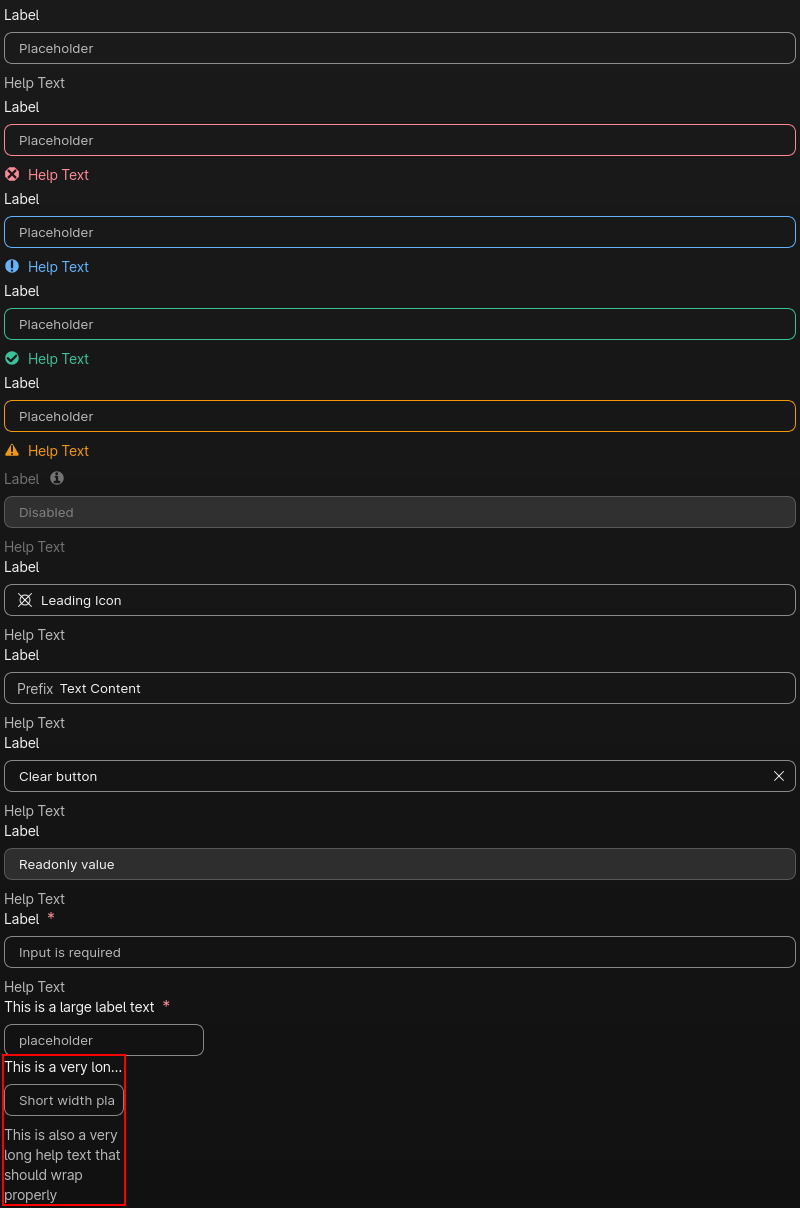 Label
Placeholder
Help Text
Label
Placeholder
Help Text
Label
Placeholder
Help Text
Label
Placeholder
Help Text
Label
Placeholder
Help Text
Label
Disabled
Help Text
Label
Leading Icon
Help Text
Label
Prefix Text Content
Help Text
Label
Clear button
Help Text
Label
Readonly value
Help Text
Label *
Input is required
Help Text
This is a large label text *
placeholder
This is a very lon...
Short width pla
This is also a very
long help text that
should wrap
properly